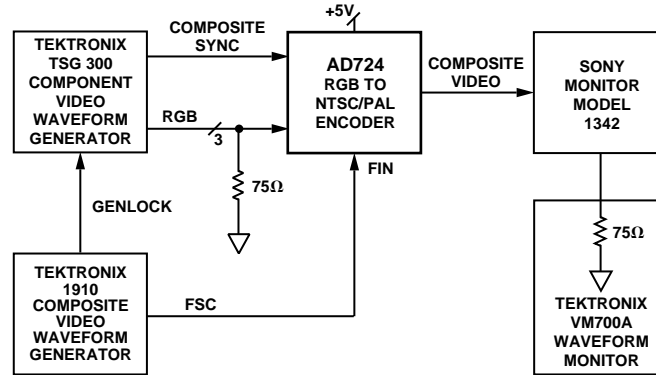 TEKTRONIX
TSG 300
COMPONENT
VIDEO
WAVEFORM
GENERATOR
COMPOSITE
SYNC
RGB
3
75Ω
GENLOCK
TEKTRONIX
1910
COMPOSITE
VIDEO
WAVEFORM
GENERATOR
FSC
+5V
AD724
RGB TO
NTSC/PAL
ENCODER
FIN
COMPOSITE
VIDEO
SONY
MONITOR
MODEL
1342
75Ω
TEKTRONIX
VM700A
WAVEFORM
MONITOR